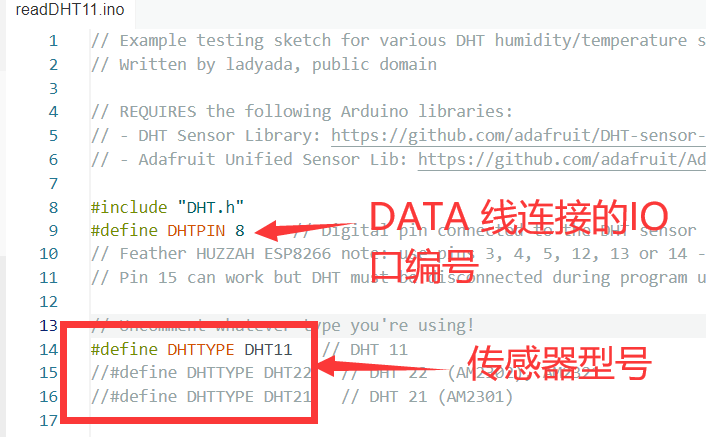 readDHT11.ino
1 // Example testing sketch for various DHT humidity/temperature s
2 // Written by ladyada, public domain
3
4 // REQUIRES the following Arduino libraries:
5 // - DHT Sensor Library: https://github.com/adafruit/DHT-sensor-
6 // - Adafruit Unified Sensor Lib: https://github.com/adafruit/Ad
7
8 #include "DHT.h"
9 #define DHTPIN 8 // Digital pin connected to the DHT sensor
DATA 线连接的IO
口编号
10 // Feather HUZZAH ESP8266 note: use pins 3, 4, 5, 12, 13 or 14 -
11 // Pin 15 can work but DHT must be disconnected during program u
12
13 // Uncomment whatever type you're using!
14 #define DHTTYPE DHT11 // DHT 11
传感器型号
15 //#define DHTTYPE DHT22 // DHT 22 (AM2302), AM2321
16 //#define DHTTYPE DHT21 // DHT 21 (AM2301)
17